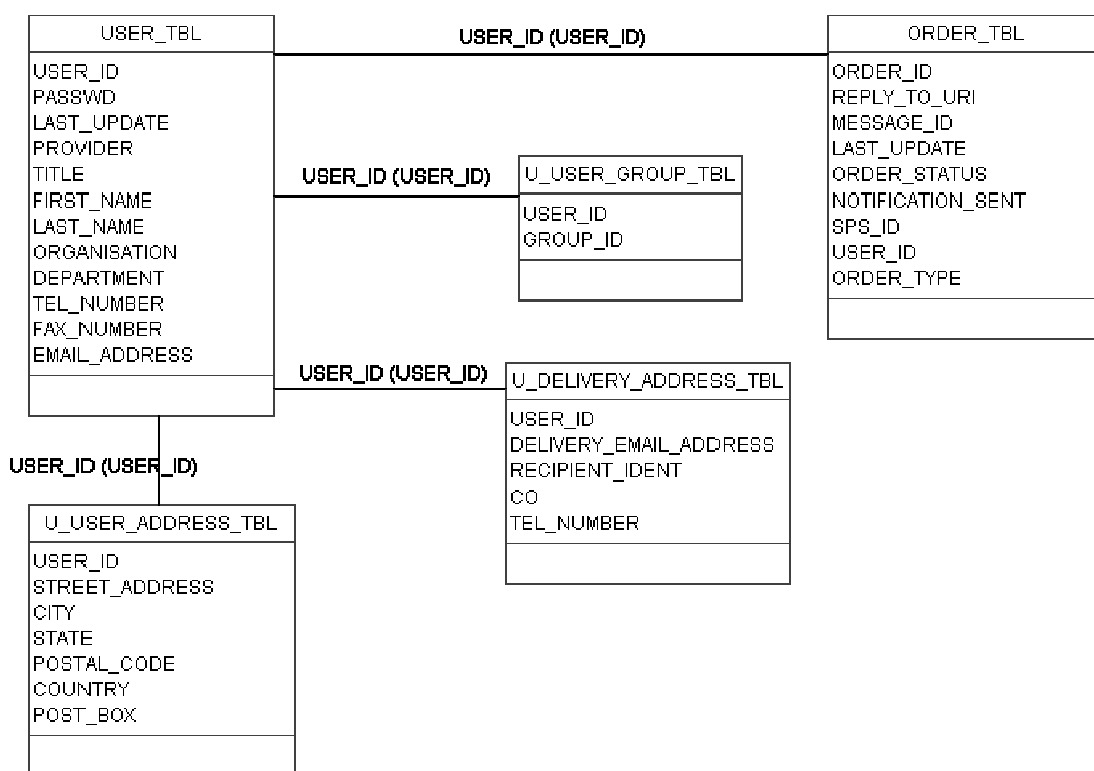 USER_TBL
USER_ID
PASSWD
LAST_UPDATE
PROVIDER
TITLE
FIRST_NAME
LAST_NAME
ORGANISATION
DEPARTMENT
TEL_NUMBER
FAX_NUMBER
EMAIL_ADDRESS
USER_ID (USER_ID)
ORDER_TBL
ORDER_ID
REPLY_TO_URI
MESSAGE_ID
LAST_UPDATE
ORDER_STATUS
NOTIFICATION_SENT
SPS_ID
USER_ID
ORDER_TYPE
USER_ID (USER_ID)
U_USER_GROUP_TBL
USER_ID
GROUP_ID
USER_ID (USER_ID)
U_DELIVERY_ADDRESS_TBL
USER_ID
DELIVERY_EMAIL_ADDRESS
RECIPIENT_IDENT
CO
TEL_NUMBER
USER_ID (USER_ID)
U_USER_ADDRESS_TBL
USER_ID
STREET_ADDRESS
CITY
STATE
POSTAL_CODE
COUNTRY
POST_BOX